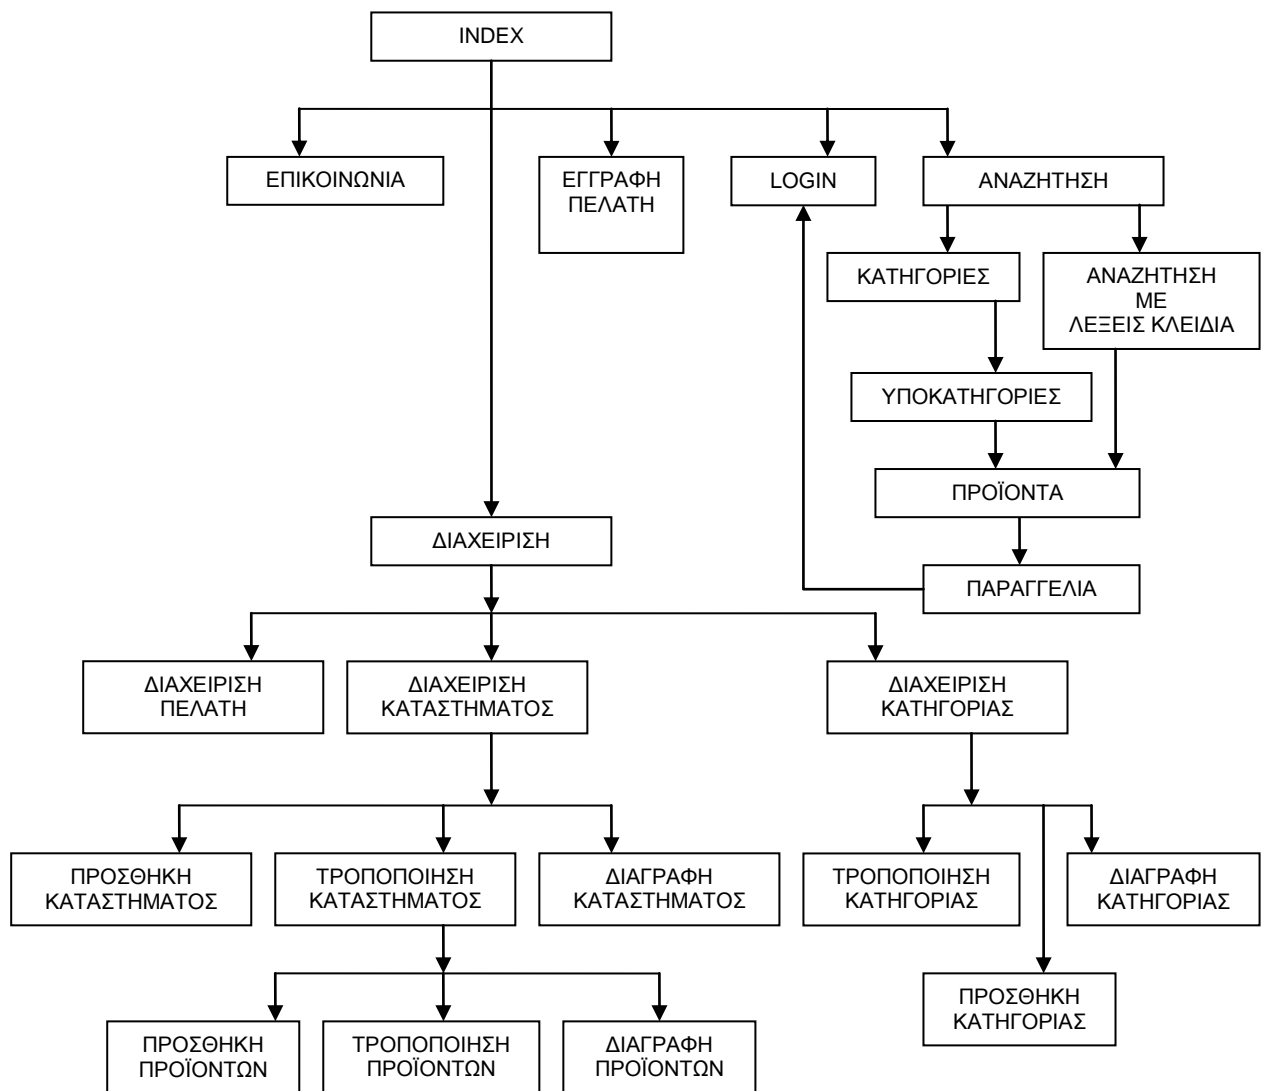 INDEX
ΕΠΙΚΟΙΝΩΝΙΑ
ΕΓΓΡΑΦΗ
ΠΕΛΑΤΗ
LOGIN
ΑΝΑΖΗΤΗΣΗ
ΚΑΤΗΓΟΡΙΕΣ
ΑΝΑΖΗΤΗΣΗ
ΜΕ
ΛΕΞΕΙΣ ΚΛΕΙΔΙΑ
ΥΠΟΚΑΤΗΓΟΡΙΕΣ
ΠΡΟΪΟΝΤΑ
ΔΙΑΧΕΙΡΙΣΗ
ΠΑΡΑΓΓΕΛΙΑ
ΔΙΑΧΕΙΡΙΣΗ
ΠΕΛΑΤΗ
ΔΙΑΧΕΙΡΙΣΗ
ΚΑΤΑΣΤΗΜΑΤΟΣ
ΔΙΑΧΕΙΡΙΣΗ
ΚΑΤΗΓΟΡΙΑΣ
ΠΡΟΣΘΗΚΗ
ΚΑΤΑΣΤΗΜΑΤΟΣ
ΤΡΟΠΟΠΟΙΗΣΗ
ΚΑΤΑΣΤΗΜΑΤΟΣ
ΔΙΑΓΡΑΦΗ
ΚΑΤΑΣΤΗΜΑΤΟΣ
ΤΡΟΠΟΠΟΙΗΣΗ
ΚΑΤΗΓΟΡΙΑΣ
ΔΙΑΓΡΑΦΗ
ΚΑΤΗΓΟΡΙΑΣ
ΠΡΟΣΘΗΚΗ
ΚΑΤΗΓΟΡΙΑΣ
ΠΡΟΣΘΗΚΗ
ΠΡΟΪΟΝΤΩΝ
ΤΡΟΠΟΠΟΙΗΣΗ
ΠΡΟΪΟΝΤΩΝ
ΔΙΑΓΡΑΦΗ
ΠΡΟΪΟΝΤΩΝ